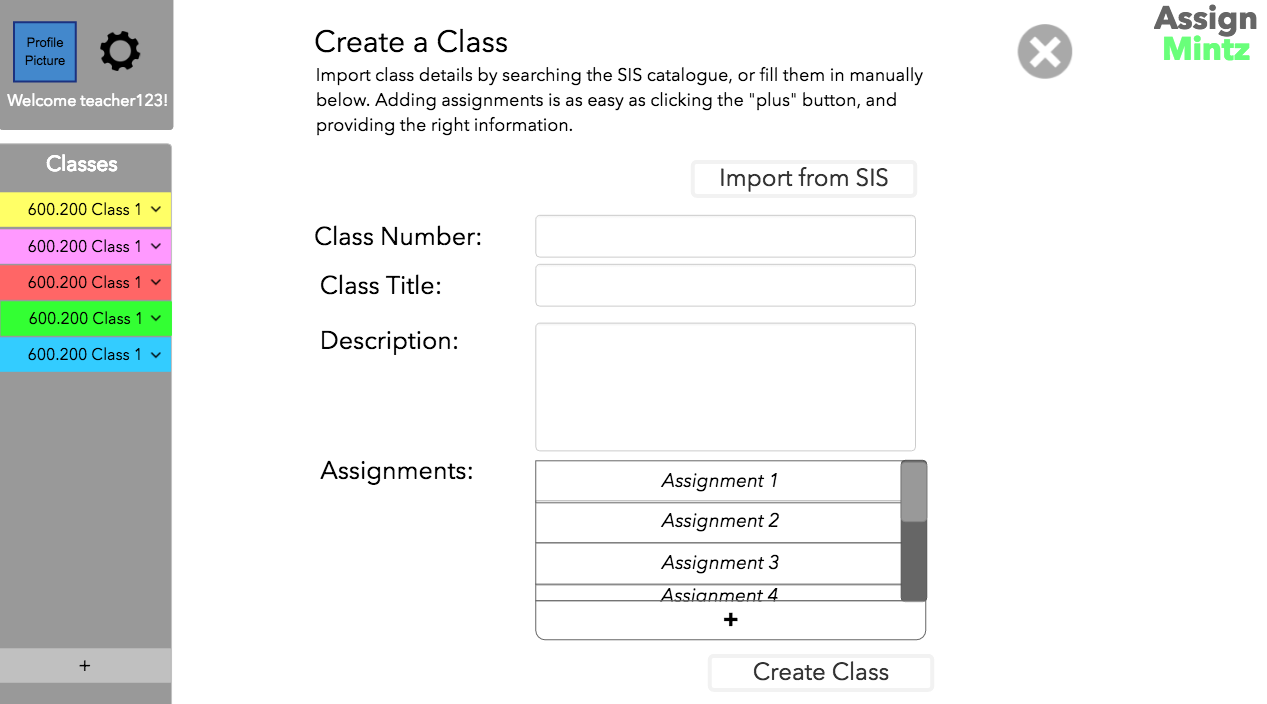 Profile
Picture
Welcome teacher123!
Classes
600.200 Class 1
600.200 Class 1
600.200 Class 1
600.200 Class 1
600.200 Class 1
+
Create a Class
Import class details by searching the SIS catalogue, or fill them in manually
below. Adding assignments is as easy as clicking the "plus" button, and
providing the right information.
Import from SIS
Class Number:
Class Title:
Description:
Assignments:
Assignment 1
Assignment 2
Assignment 3
Assignment 4
+
Create Class
Assign
Mintz